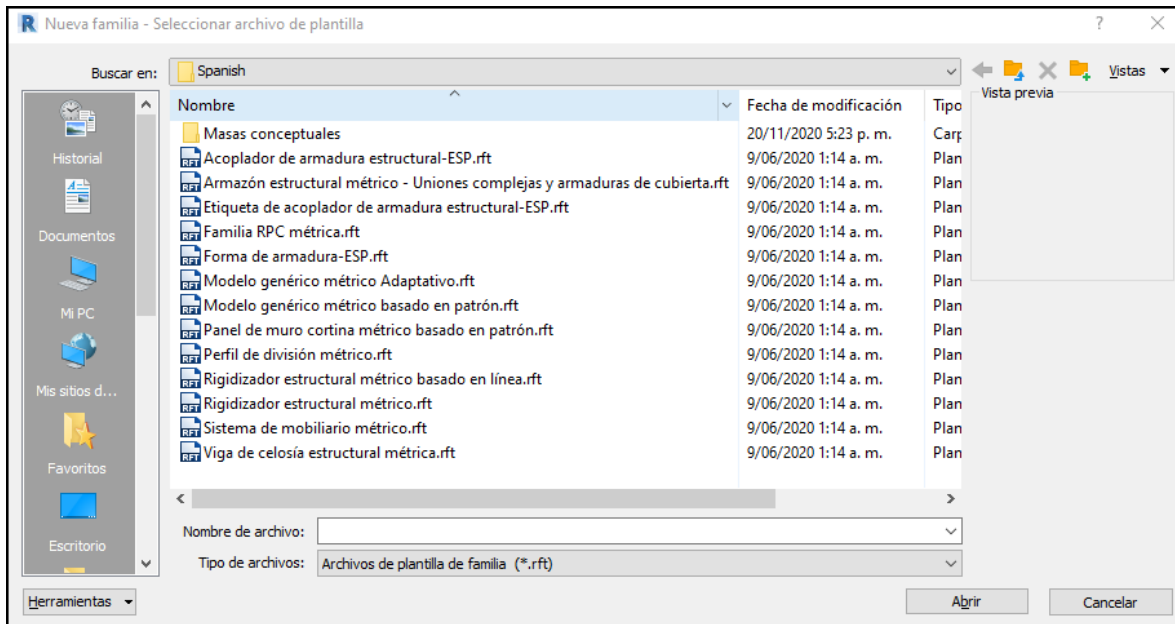 Nueva familia - Seleccionar archivo de plantilla
Buscar en: Spanish Vistas
Vista previa
Nombre Fecha de modificación Tipo
Masas conceptuales 20/11/2020 5:23 p. m. Carp
Acoplador de armadura estructural-ESP.rft 9/06/2020 1:14 a. m. Plan
Armazón estructural métrico - Uniones complejas y armaduras de cubierta.rft 9/06/2020 1:14 a. m. Plan
Etiqueta de acoplador de armadura estructural-ESP.rft 9/06/2020 1:14 a. m. Plan
Familia RPC métrica.rft 9/06/2020 1:14 a. m. Plan
Forma de armadura-ESP.rft 9/06/2020 1:14 a. m. Plan
Modelo genérico métrico Adaptativo.rft 9/06/2020 1:14 a. m. Plan
Modelo genérico métrico basado en patrón.rft 9/06/2020 1:14 a. m. Plan
Panel de muro cortina métrico basado en patrón.rft 9/06/2020 1:14 a. m. Plan
Perfil de división métrico.rft 9/06/2020 1:14 a. m. Plan
Rigidizador estructural métrico basado en línea.rft 9/06/2020 1:14 a. m. Plan
Rigidizador estructural métrico.rft 9/06/2020 1:14 a. m. Plan
Sistema de mobiliario métrico.rft 9/06/2020 1:14 a. m. Plan
Viga de celosía estructural métrica.rft 9/06/2020 1:14 a. m. Plan
Historial
Documentos
Mi PC
Mis sitios d...
Favoritos
Escritorio
Nombre de archivo:
Tipo de archivos: Archivos de plantilla de familia (*.rft)
Herramientas Abrir Cancelar